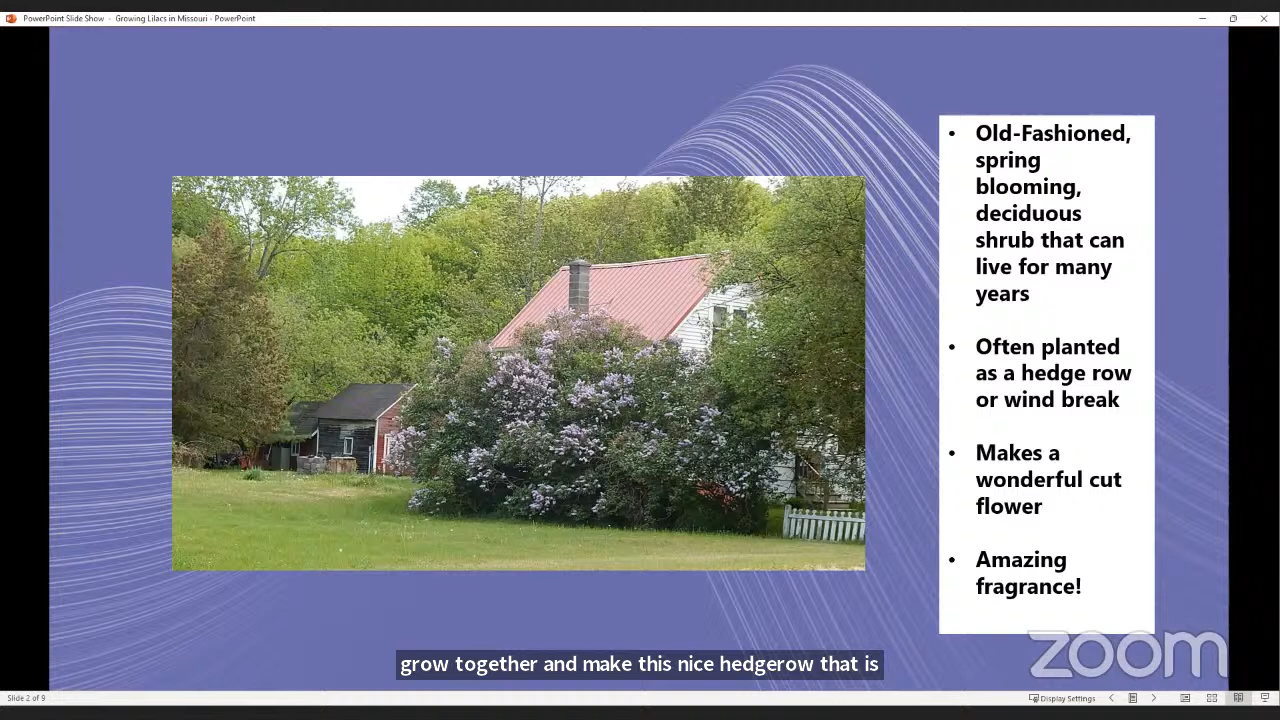 PowerPoint Slide Show - Growing Lilacs in Missouri - PowerPoint
• Old-Fashioned,
spring
blooming,
deciduous
shrub that can
live for many
years
• Often planted
as a hedge row
or wind break
• Makes a
wonderful cut
flower
• Amazing
fragrance!
grow together and make this nice hedgerow that is
zoom
Slide 2 of 9
Display Settings